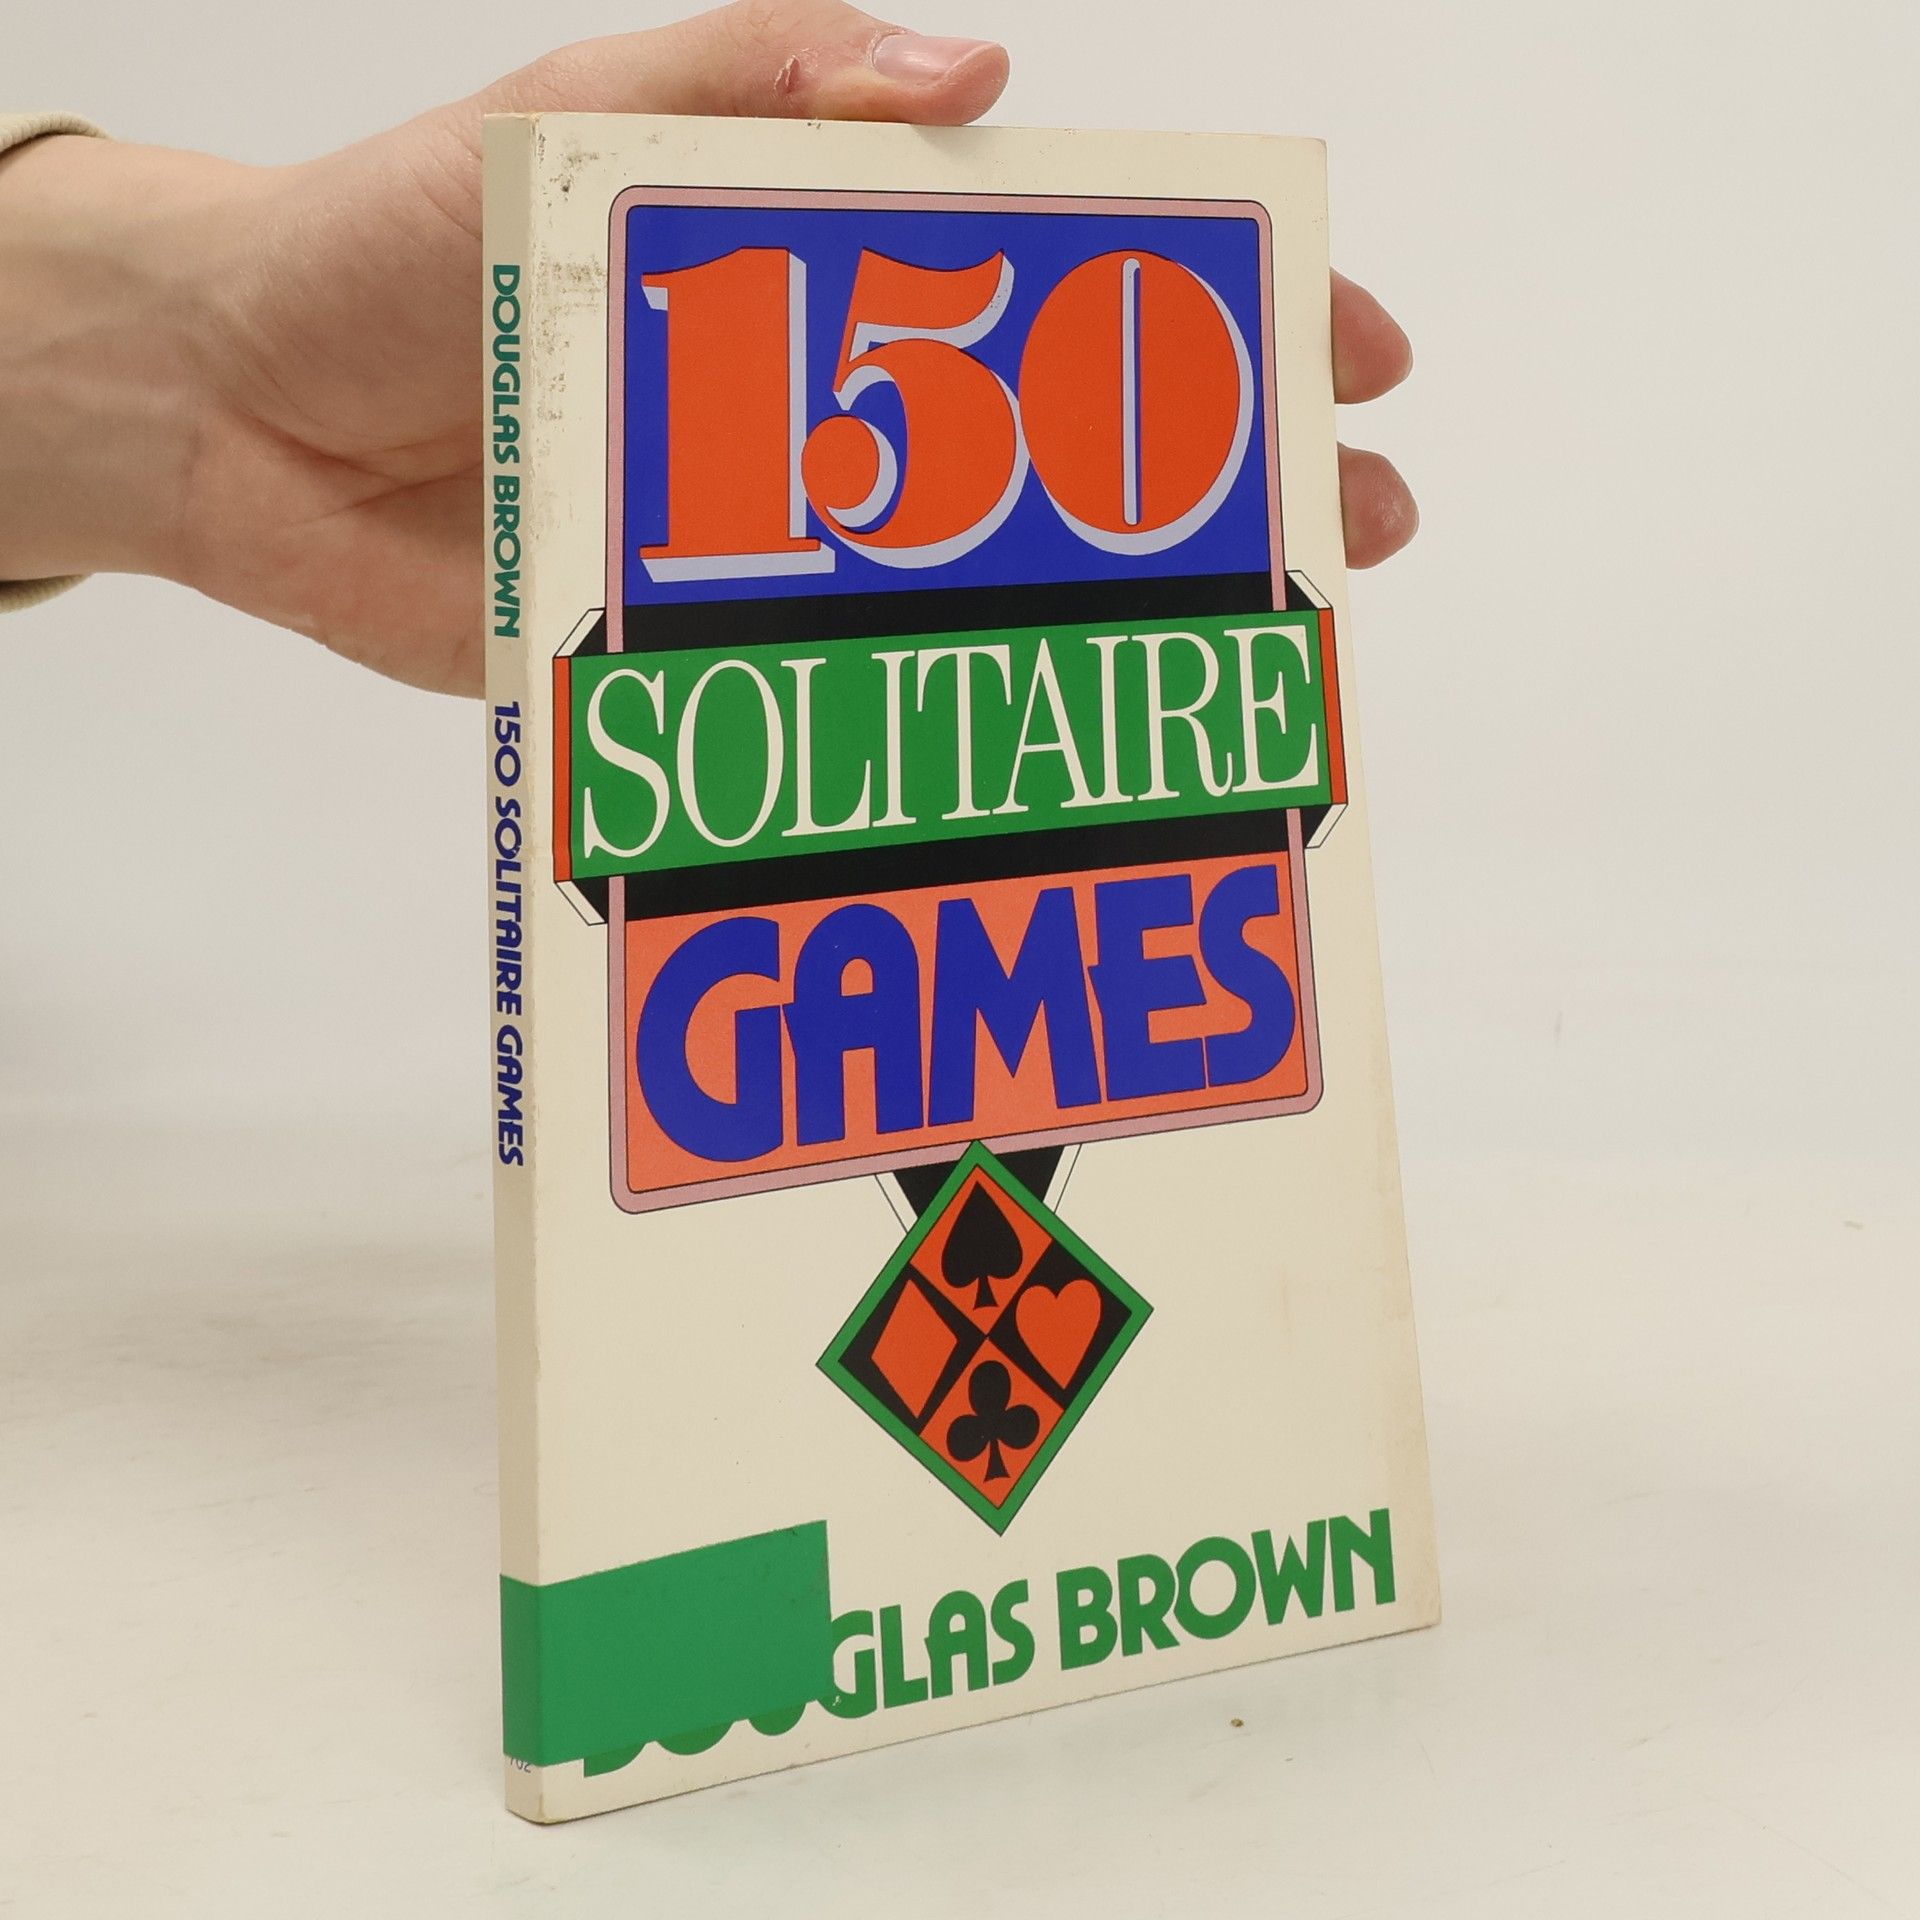 DOUGLAS BROWN 150 SOLITAIRE GAMES
150
SOLITAIRE
GAMES
GLAS BROWN